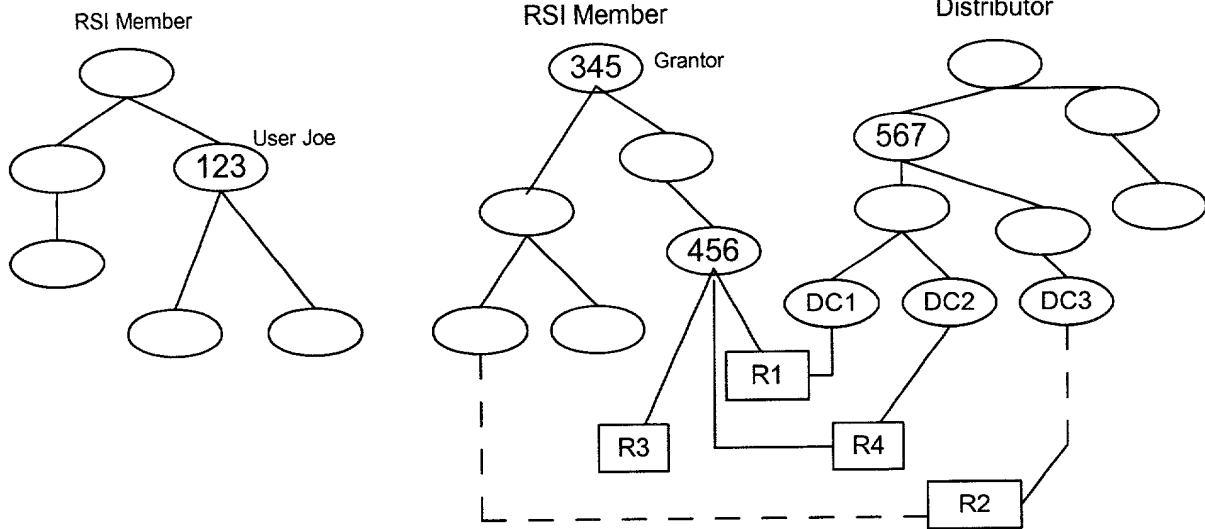 RSI Member
RSI Member
Distributor
345
Grantor
User Joe
123
567
456
DC1
DC2
DC3
R1
R3
R4
R2